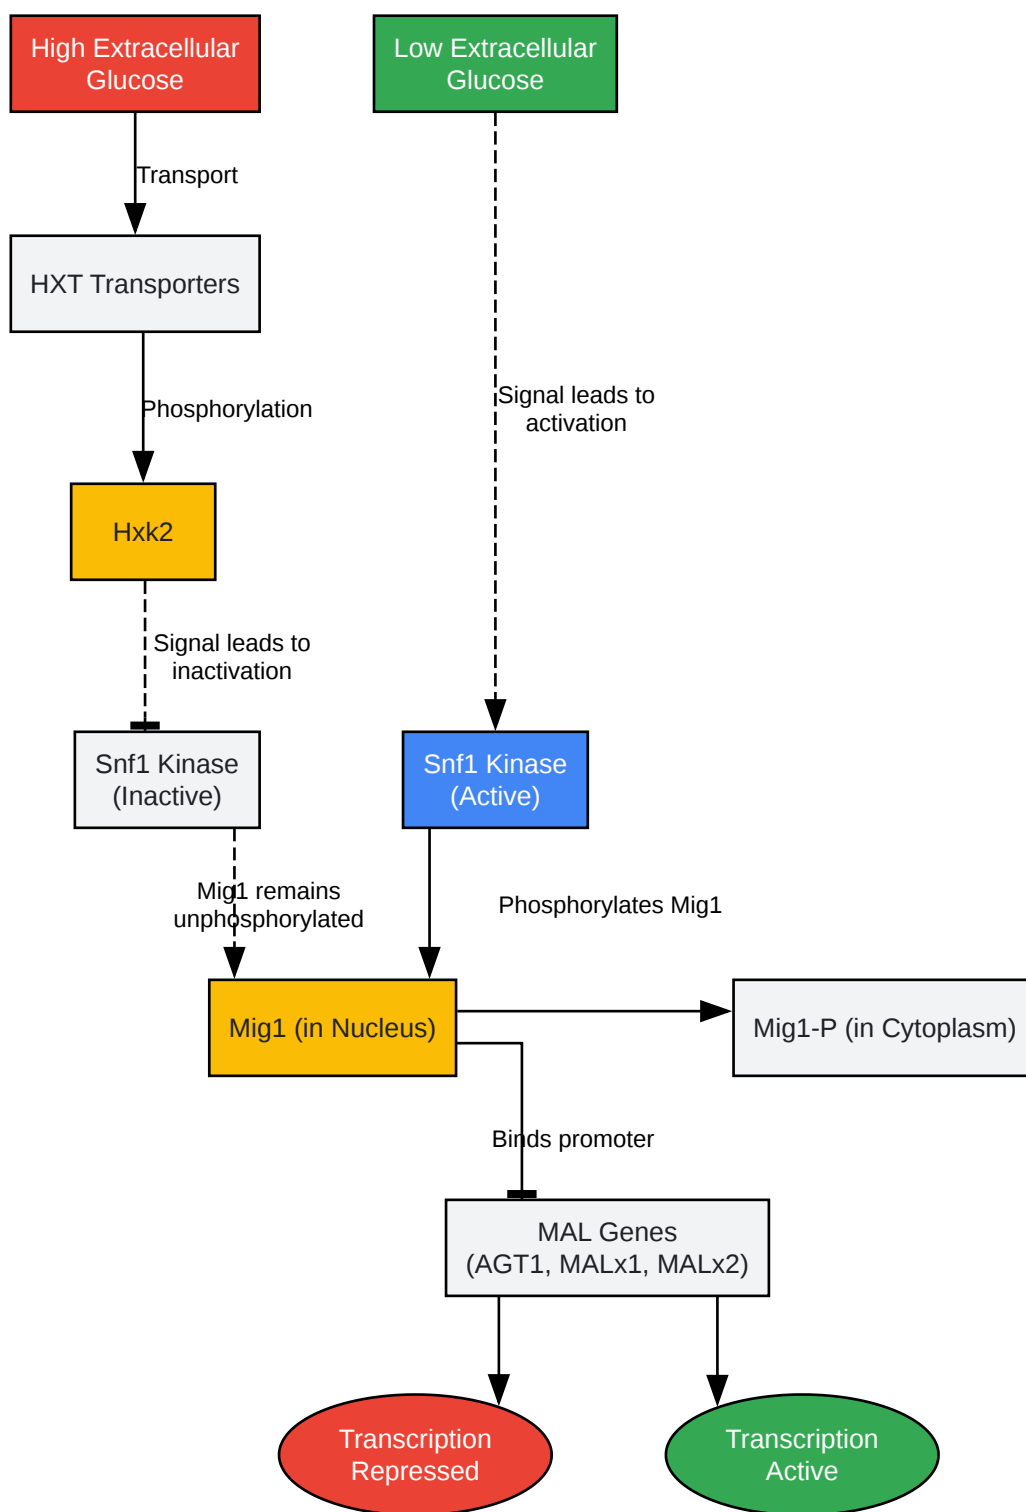 High Extracellular
Glucose
Low Extracellular
Glucose
Transport
HXT Transporters
Phosphorylation
Signal leads to
activation
Hxk2
Signal leads to
inactivation
Snf1 Kinase
(Inactive)
Snf1 Kinase
(Active)
Mig1 remains
unphosphorylated
Phosphorylates Mig1
Mig1 (in Nucleus)
Mig1-P (in Cytoplasm)
Binds promoter
MAL Genes
(AGT1, MALx1, MALx2)
Transcription
Repressed
Transcription
Active